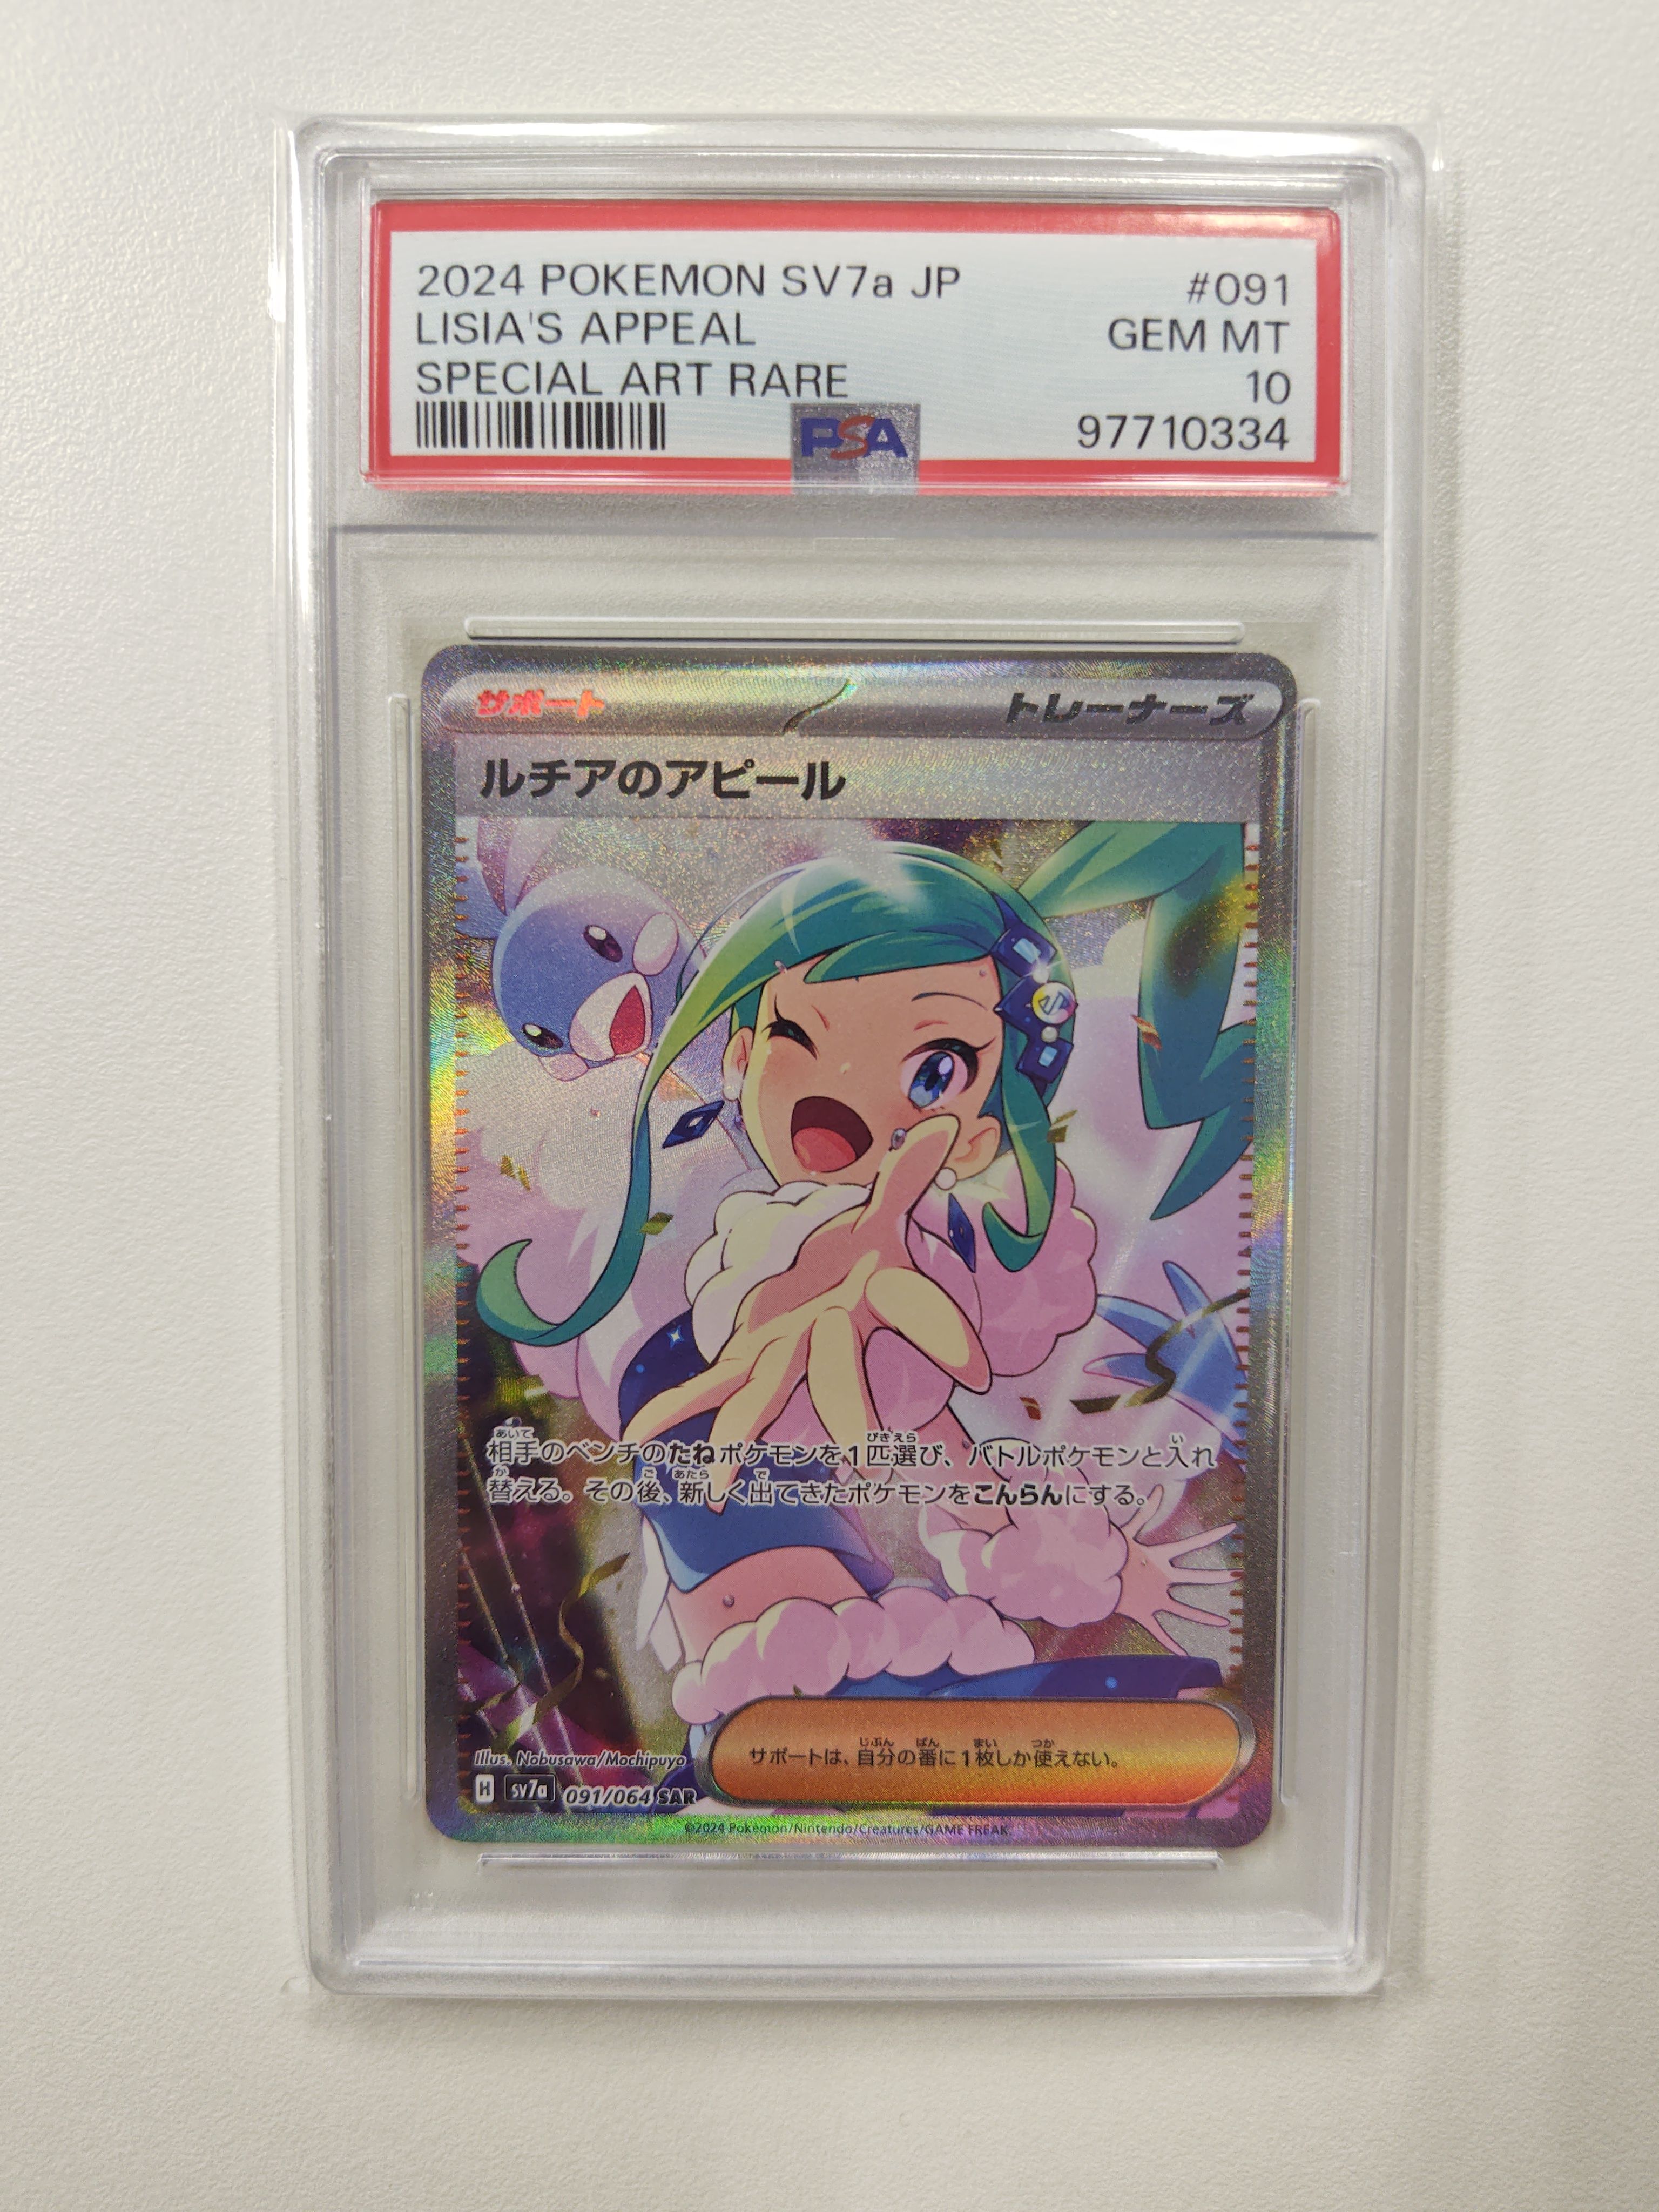 2024 POKEMON SV7a JP #091
LISIA'S APPEAL GEM MT
SPECIAL ART RARE 10
PSA 97710334
サポート トレーナーズ
ルチアのアピール
相手のベンチのたねポケモンを1匹選び、バトルポケモンと入れ
替える。その後、新しく出てきたポケモンをこんらんにする。
サポートは、自分の番に1枚しか使えない。
Illus. Nobusawa/Mochipuyo
H sv7a 091/064 SAR
©2024 Pokémon/Nintendo/Creatures/GAME FREAK.